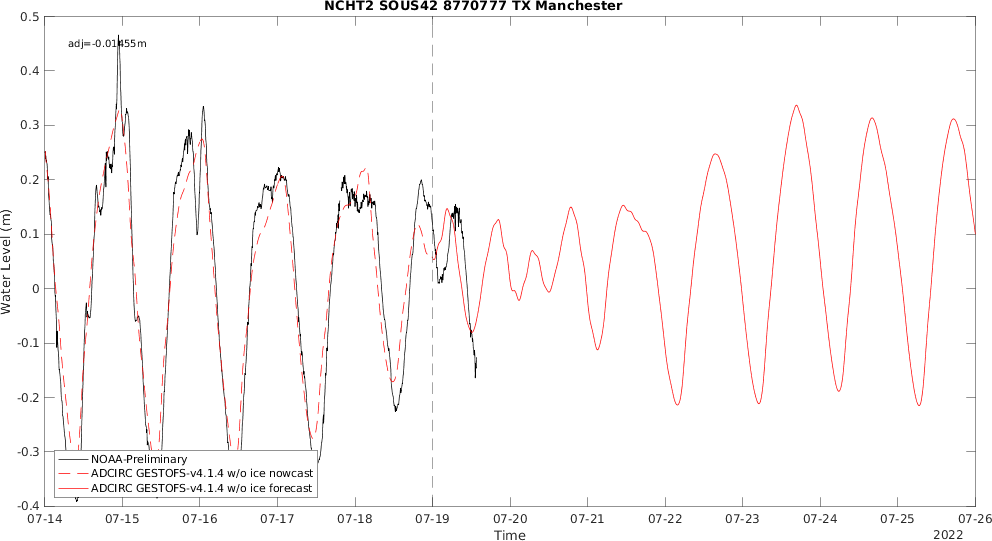 NCHT2 SOUS42 8770777 TX Manchester
adj=-0.01455m
Water Level (m)
0.5
0.4
0.3
0.2
0.1
0
-0.1
-0.2
-0.3
-0.4
NOAA-Preliminary
ADCIRC GESTOFS-v4.1.4 w/o ice nowcast
ADCIRC GESTOFS-v4.1.4 w/o ice forecast
07-14 07-15 07-16 07-17 07-18 07-19 07-20 07-21 07-22 07-23 07-24 07-25 07-26
Time
2022